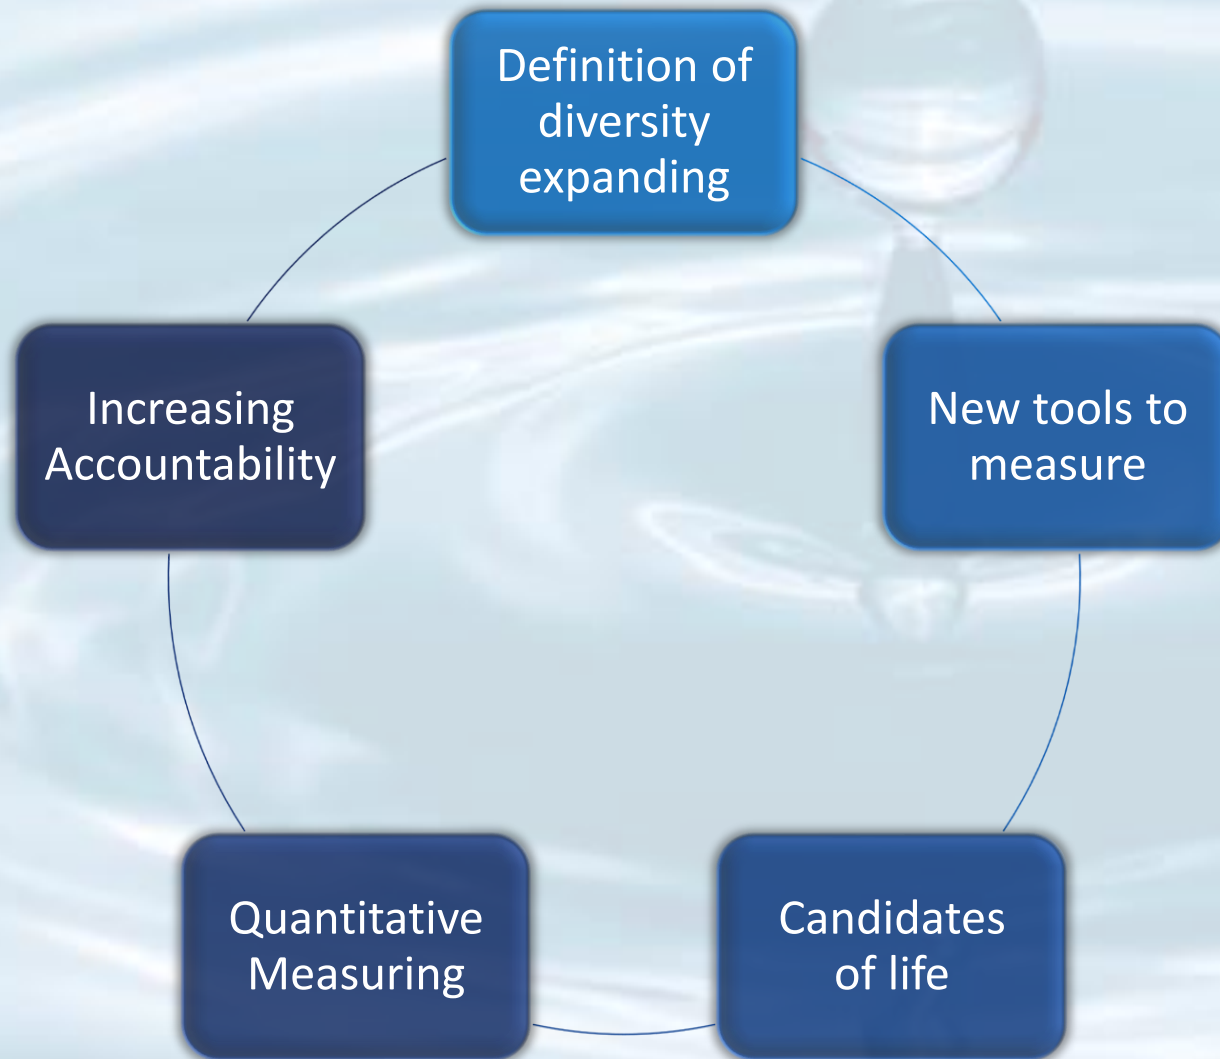 Definition of
diversity
expanding
New tools to
measure
Candidates
of life
Quantitative
Measuring
Increasing
Accountability